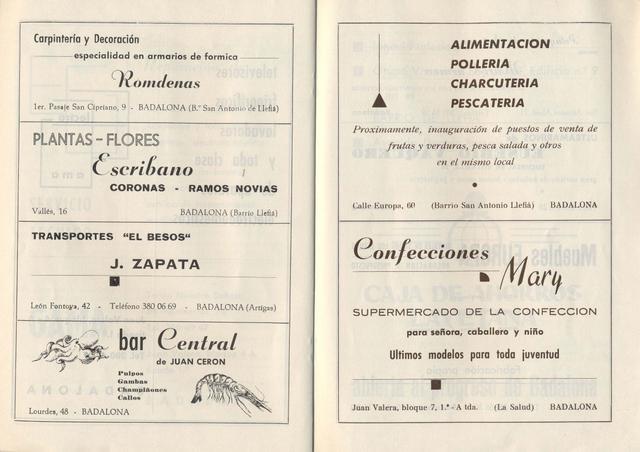 Carpintería y Decoración
especialidad en armarios de formica
Romdenas
1er. Pasaje San Cipriano, 9 - BADALONA (B.º San Antonio de Llefiá)
PLANTAS - FLORES
Escribano
CORONAS - RAMOS NOVIAS
Vallés, 16 BADALONA (Barrio Llefiá)
TRANSPORTES "EL BESOS"
J. ZAPATA
León Fontova, 42 - Teléfono 380 06 69 - BADALONA (Artigas)
bar Central
de JUAN CERON
Pulpos
Gambas
Champiñones
Callos
Lourdes, 48 - BADALONA
ALIMENTACION
POLLERIA
CHARCUTERIA
PESCATERIA
Proximamente, inauguración de puestos de venta de
frutas y verduras, pesca salada y otros
en el mismo local
Calle Europa, 60 (Barrio San Antonio Llefiá) BADALONA
Confecciones
Mary
SUPERMERCADO DE LA CONFECCION
para señora, caballero y niño
Ultimos modelos para toda juventud
Juan Valera, bloque 7, 1.ª - A tda. (La Salud) BADALONA